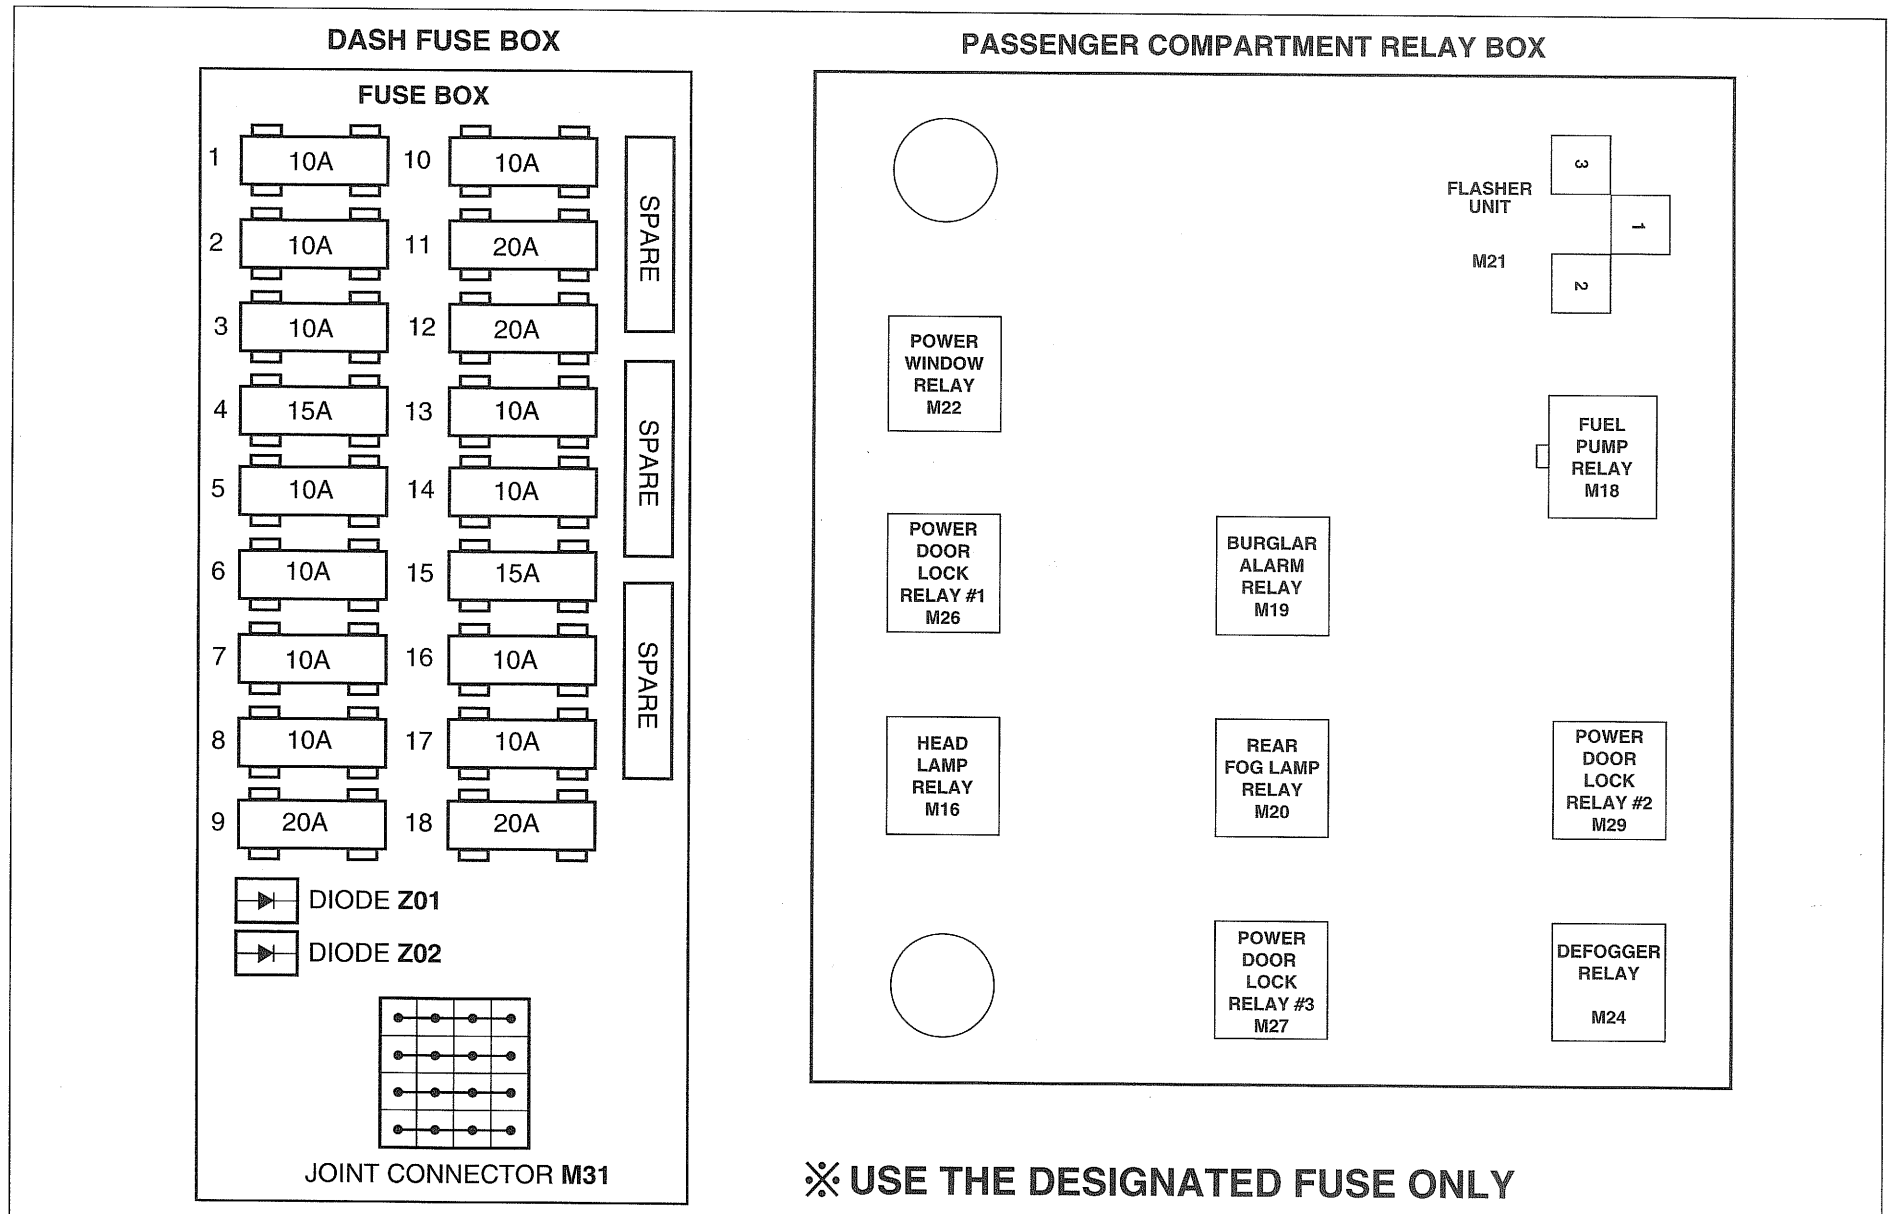 DASH FUSE BOX
FUSE BOX
1 10A 10 10A
2 10A 11 20A
3 10A 12 20A
4 15A 13 10A
5 10A 14 10A
6 10A 15 15A
7 10A 16 10A
8 10A 17 10A
9 20A 18 20A
SPARE
SPARE
SPARE
DIODE Z01
DIODE Z02
JOINT CONNECTOR M31
PASSENGER COMPARTMENT RELAY BOX
FLASHER
UNIT
M21
3
1
2
POWER
WINDOW
RELAY
M22
FUEL
PUMP
RELAY
M18
POWER
DOOR
LOCK
RELAY #1
M26
BURGLAR
ALARM
RELAY
M19
HEAD
LAMP
RELAY
M16
REAR
FOG LAMP
RELAY
M20
POWER
DOOR
LOCK
RELAY #2
M29
POWER
DOOR
LOCK
RELAY #3
M27
DEFOGGER
RELAY
M24
※ USE THE DESIGNATED FUSE ONLY